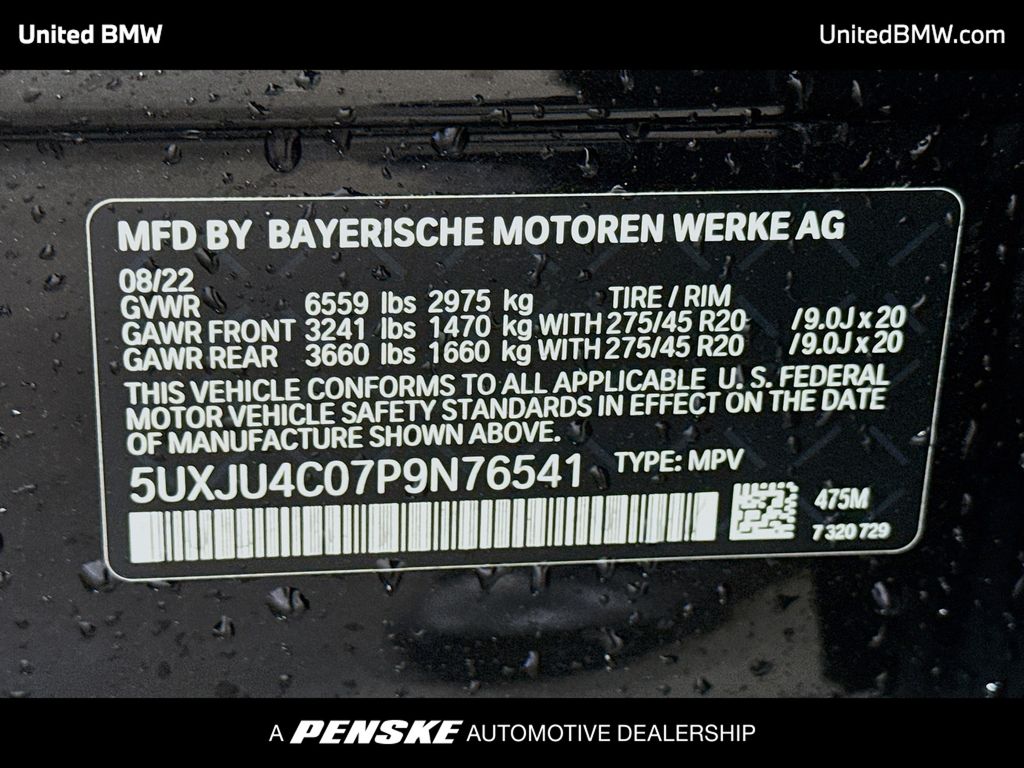 United BMW
UnitedBMW.com
MFD BY BAYERISCHE MOTOREN WERKE AG
08/22
GVWR 6559 lbs 2975 kg TIRE / RIM
GAWR FRONT 3241 lbs 1470 kg WITH 275/45 R20 /9.0J x 20
GAWR REAR 3660 lbs 1660 kg WITH 275/45 R20 /9.0J x 20
THIS VEHICLE CONFORMS TO ALL APPLICABLE U. S. FEDERAL
MOTOR VEHICLE SAFETY STANDARDS IN EFFECT ON THE DATE
OF MANUFACTURE SHOWN ABOVE.
5UXJU4C07P9N76541 TYPE: MPV
475M
7 320 729
A PENSKE AUTOMOTIVE DEALERSHIP